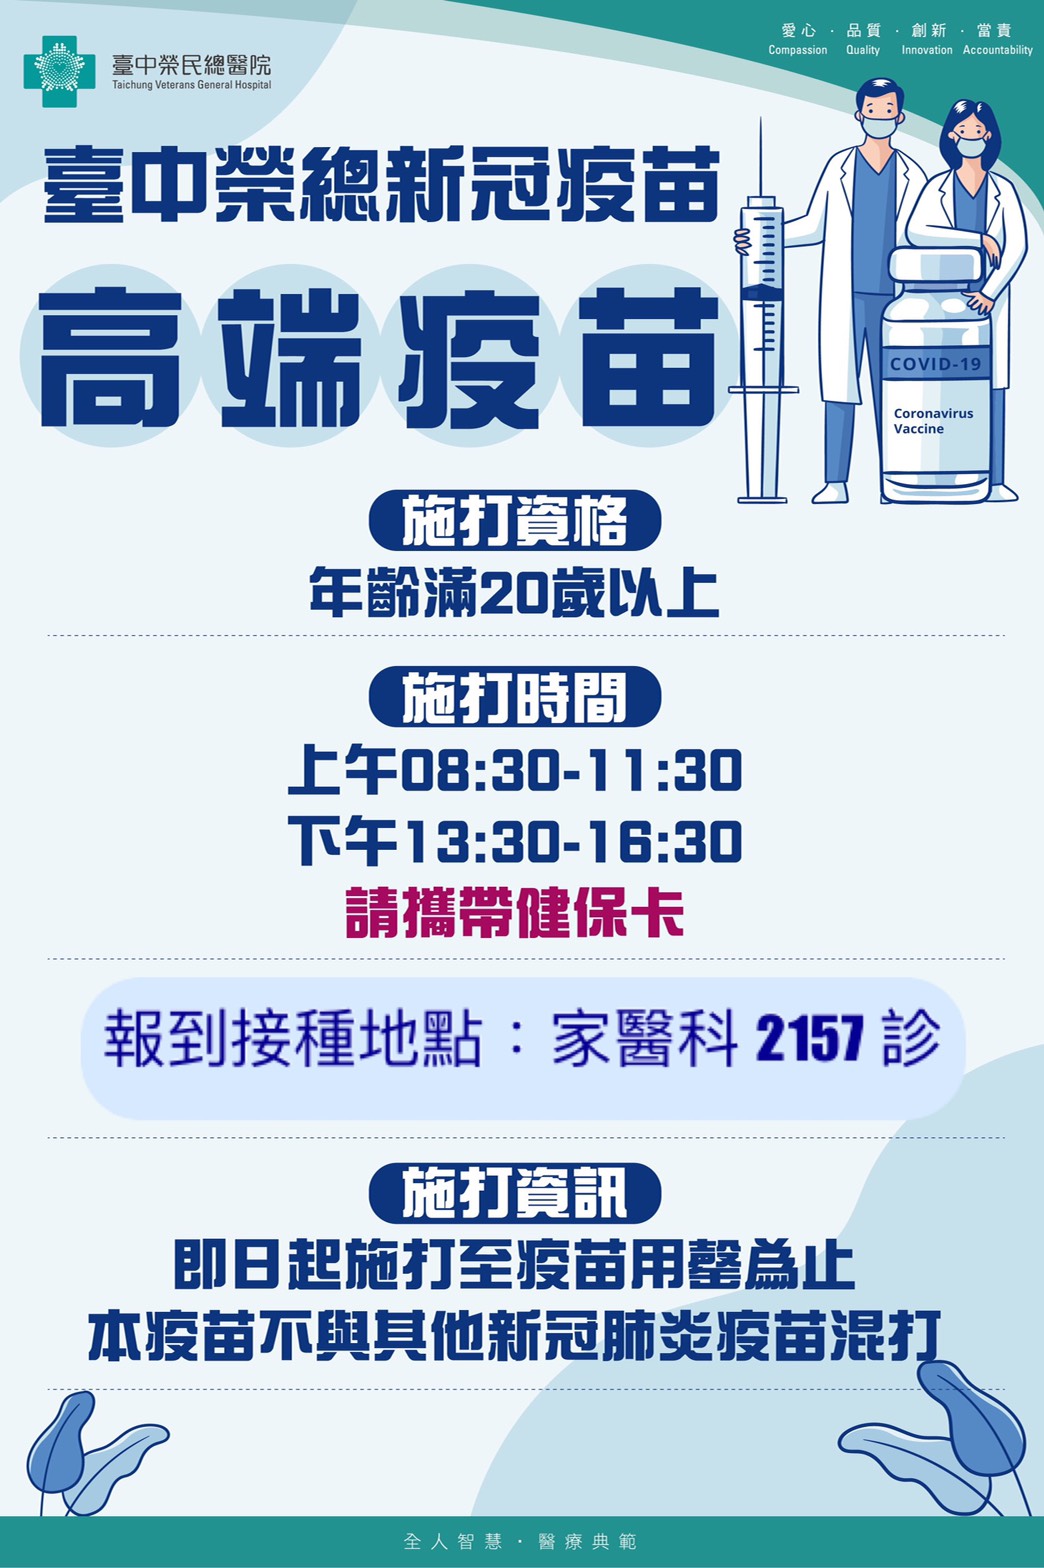 愛心 · 品質 · 創新 · 當責
Compassion Quality Innovation Accountability
臺中榮民總醫院
Taichung Veterans General Hospital
臺中榮總新冠疫苗
高端疫苗
COVID-19
Coronavirus
Vaccine
施打資格
年齡滿20歲以上
施打時間
上午08:30-11:30
下午13:30-16:30
請攜帶健保卡
報到接種地點：家醫科 2157 診
施打資訊
即日起施打至疫苗用罄為止
本疫苗不與其他新冠肺炎疫苗混打
全人智慧・醫療典範